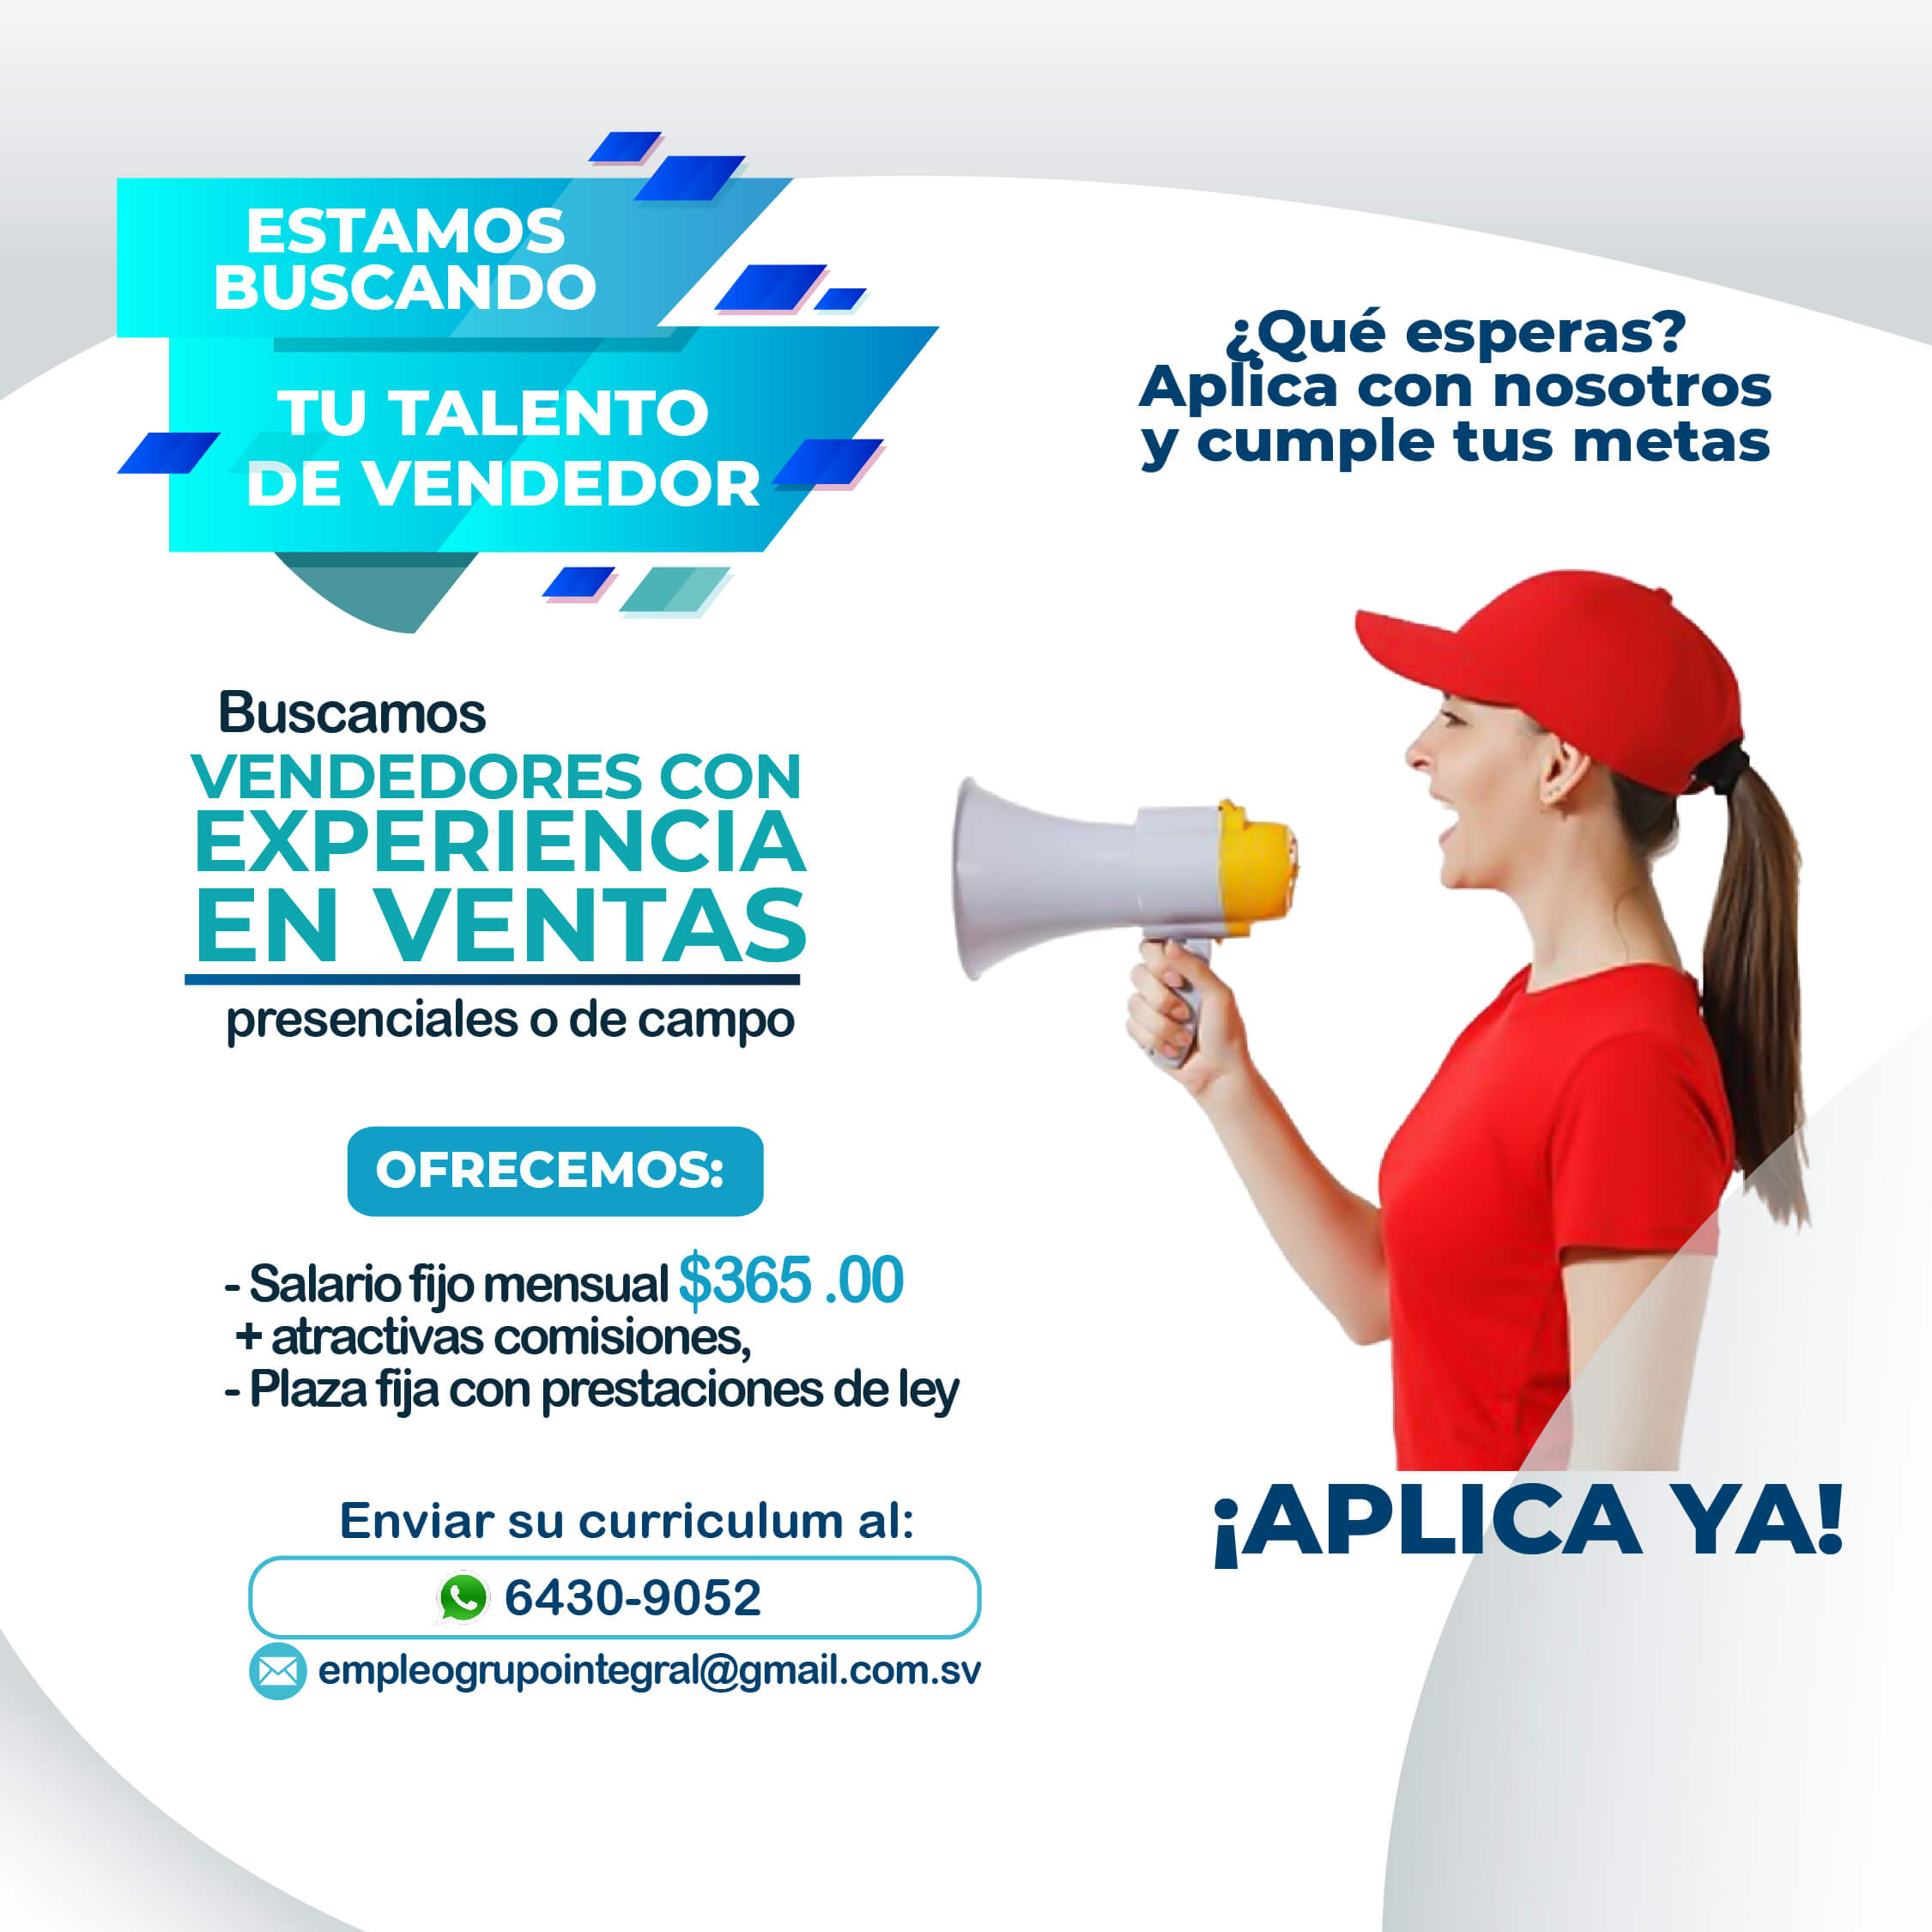 ESTAMOS
BUSCANDO
TU TALENTO
DE VENDEDOR
¿Qué esperas?
Aplica con nosotros
y cumple tus metas
Buscamos
VENDEDORES CON
EXPERIENCIA
EN VENTAS
presenciales o de campo
OFRECEMOS:
- Salario fijo mensual $365 .00
+ atractivas comisiones,
- Plaza fija con prestaciones de ley
Enviar su curriculum al:
6430-9052
empleogrupointegral@gmail.com.sv
¡APLICA YA!